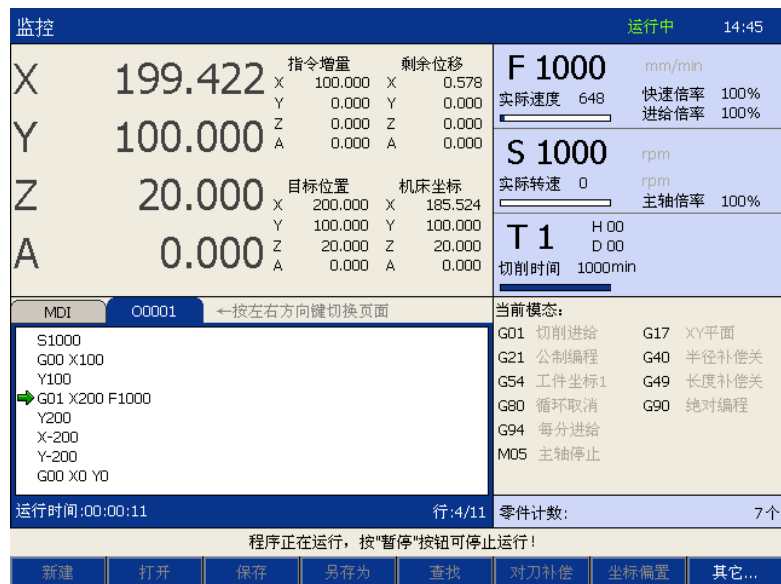 监控 运行中 14:45
X 199.422
Y 100.000
Z 20.000
A 0.000
指令增量
X 100.000
Y 0.000
Z 0.000
A 0.000
剩余位移
X 0.578
Y 0.000
Z 0.000
A 0.000
目标位置
X 200.000
Y 100.000
Z 20.000
A 0.000
机床坐标
X 185.524
Y 100.000
Z 20.000
A 0.000
F 1000 mm/min
实际速度 648
快速倍率 100%
进给倍率 100%
S 1000 rpm
实际转速 0 rpm
主轴倍率 100%
T 1 H 00
D 00
切削时间 1000min
MDI O0001 ←按左右方向键切换页面
S1000
G00 X100
Y100
G01 X200 F1000
Y200
X-200
Y-200
G00 X0 Y0
运行时间:00:00:11 行:4/11
当前模态:
G01 切削进给 G17 XY平面
G21 公制编程 G40 半径补偿关
G54 工件坐标1 G49 长度补偿关
G80 循环取消 G90 绝对编程
G94 每分进给
M05 主轴停止
零件计数: 7个
程序正在运行，按"暂停"按钮可停止运行!
新建 打开 保存 另存为 查找 对刀补偿 坐标偏置 其它...